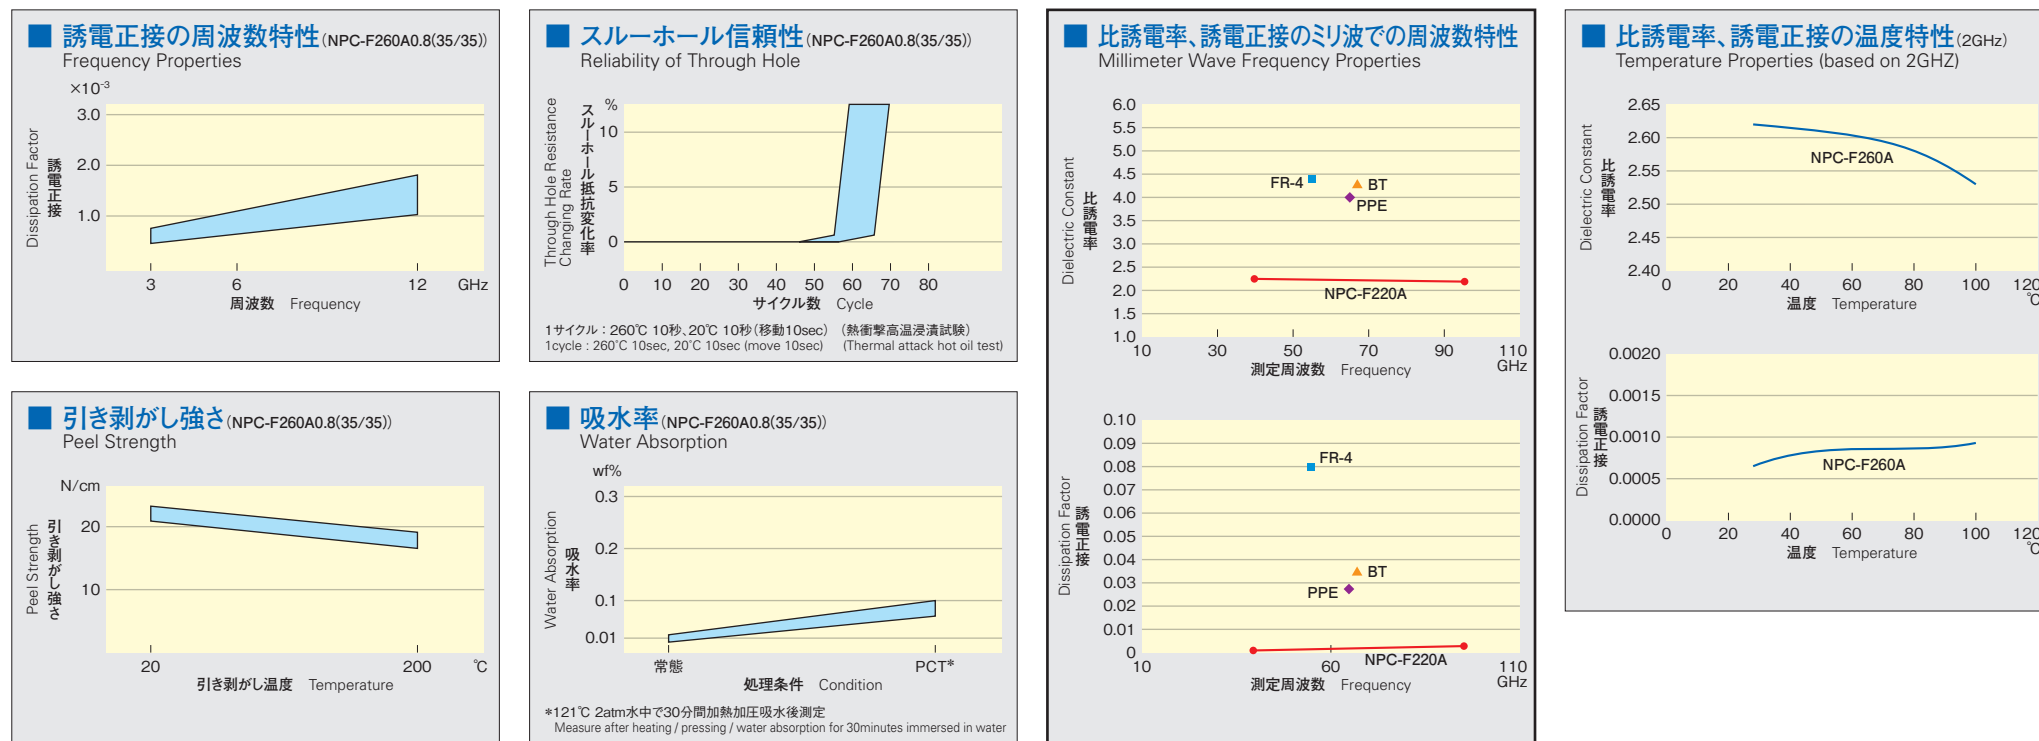 ■ 誘電正接の周波数特性(NPC-F260A0.8(35/35))
Frequency Properties
×10-3
3.0
2.0
1.0
Dissipation Factor
誘電正接
3 6 12 GHz
周波数 Frequency
■ スルーホール信頼性(NPC-F260A0.8(35/35))
Reliability of Through Hole
%
10
5
0
Through Hole Resistance
Changing Rate
スルーホール抵抗変化率
0 10 20 30 40 50 60 70 80
サイクル数 Cycle
1サイクル：260℃ 10秒、20℃ 10秒（移動10sec）（熱衝撃高温浸漬試験）
1cycle : 260℃ 10sec, 20℃ 10sec (move 10sec) (Thermal attack hot oil test)
■ 比誘電率、誘電正接のミリ波での周波数特性
Millimeter Wave Frequency Properties
6.0
5.5
5.0
4.5
4.0
3.5
3.0
2.5
2.0
1.5
1.0
Dielectric Constant
比誘電率
FR-4
BT
PPE
NPC-F220A
10 30 50 70 90 110
GHz
測定周波数 Frequency
0.10
0.09
0.08
0.07
0.06
0.05
0.04
0.03
0.02
0.01
0
Dissipation Factor
誘電正接
FR-4
BT
PPE
NPC-F220A
10 60 110
GHz
測定周波数 Frequency
■ 比誘電率、誘電正接の温度特性(2GHz)
Temperature Properties (based on 2GHZ)
2.65
2.60
2.55
2.50
2.45
2.40
Dielectric Constant
比誘電率
NPC-F260A
0 20 40 60 80 100 120
℃
温度 Temperature
0.0020
0.0015
0.0010
0.0005
0.0000
Dissipation Factor
誘電正接
NPC-F260A
0 20 40 60 80 100 120
℃
温度 Temperature
■ 引き剥がし強さ(NPC-F260A0.8(35/35))
Peel Strength
N/cm
20
10
Peel Strength
引き剥がし強さ
20 200 ℃
引き剥がし温度 Temperature
■ 吸水率(NPC-F260A0.8(35/35))
Water Absorption
wf%
0.3
0.2
0.1
0.01
Water Absorption
吸水率
常態 PCT*
処理条件 Condition
*121℃ 2atm水中で30分間加熱加圧吸水後測定
Measure after heating / pressing / water absorption for 30minutes immersed in water